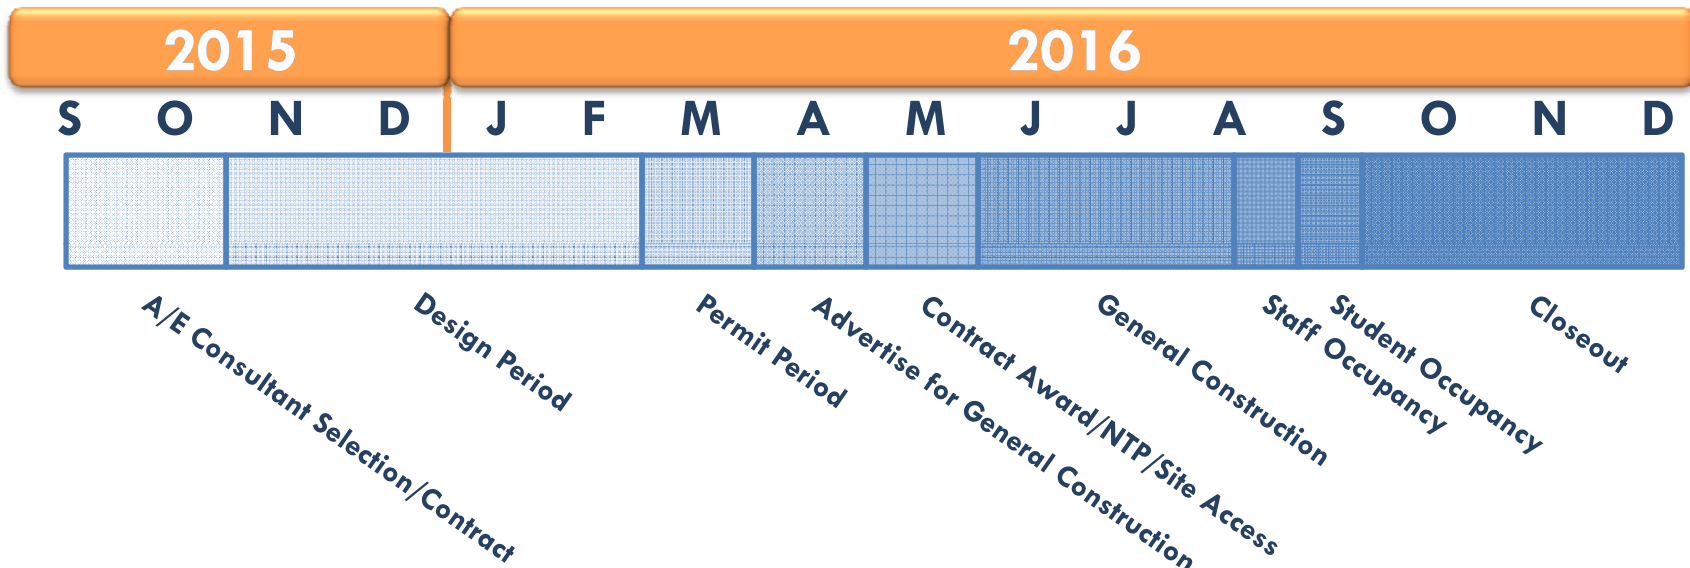 2015
2016
S O N D J F M A M J J A S O N D
A/E Consultant Selection/Contract
Design Period
Permit Period
Advertise for General Construction
Contract Award/NTP/Site Access
General Construction
Staff Occupancy
Student Occupancy
Closeout